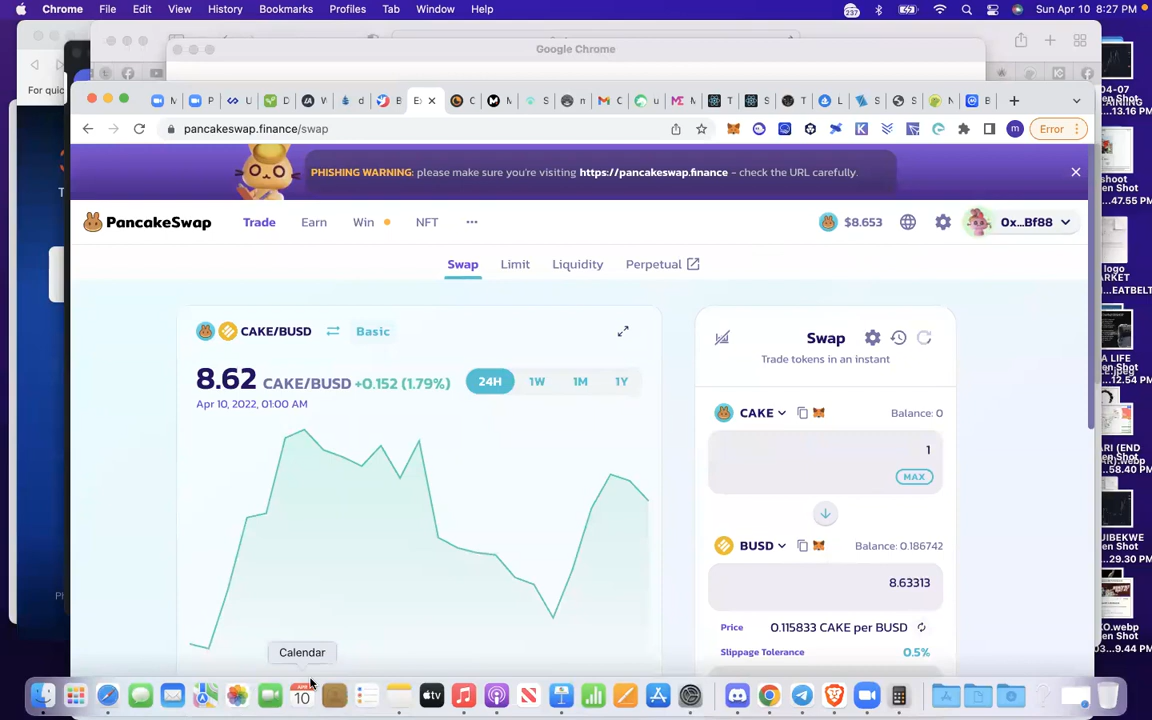 Chrome File Edit View History Bookmarks Profiles Tab Window Help
237
Sun Apr 10 8:27 PM
Google Chrome
For quic
pancakeswap.finance/swap
m
Error
PHISHING WARNING: please make sure you're visiting https://pancakeswap.finance - check the URL carefully.
PancakeSwap Trade Earn Win NFT $8.653 0x...Bf88
Swap Limit Liquidity Perpetual
CAKE/BUSD Basic
8.62 CAKE/BUSD +0.152 (1.79%) 24H 1W 1M 1Y
Apr 10, 2022, 01:00 AM
Swap
Trade tokens in an instant
CAKE Balance: 0
1
MAX
BUSD Balance: 0.186742
8.63313
Price 0.115833 CAKE per BUSD
Slippage Tolerance 0.5%
Calendar
10
tv